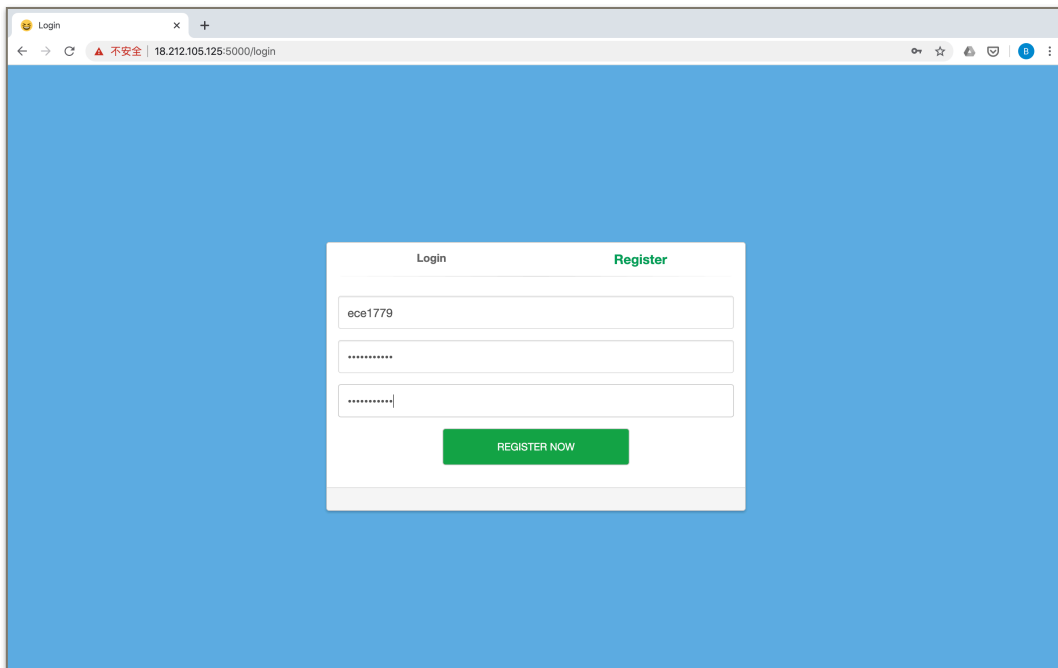 Login
不安全 18.212.105.125:5000/login
B
Login Register
ece1779
•••••••••••
•••••••••••
REGISTER NOW